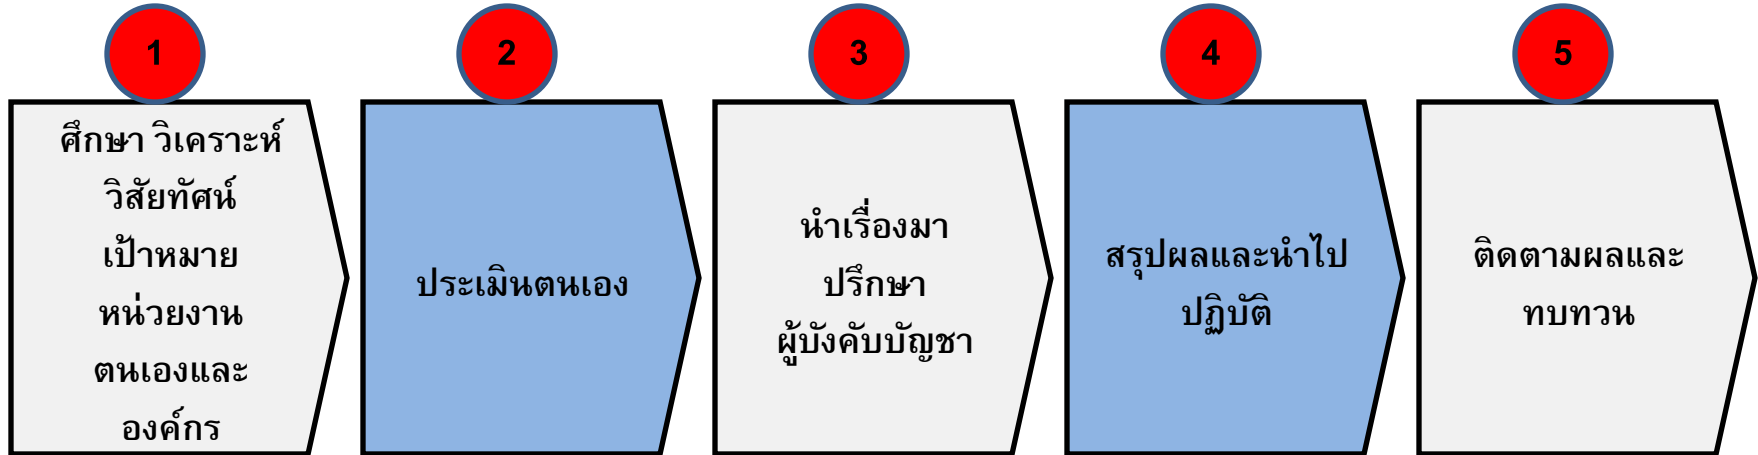 1
ศึกษา วิเคราะห์
วิสัยทัศน์
เป้าหมาย
หน่วยงาน
ตนเองและ
องค์กร
2
ประเมินตนเอง
3
นำเรื่องมา
ปรึกษา
ผู้บังคับบัญชา
4
สรุปผลและนำไป
ปฏิบัติ
5
ติดตามผลและ
ทบทวน